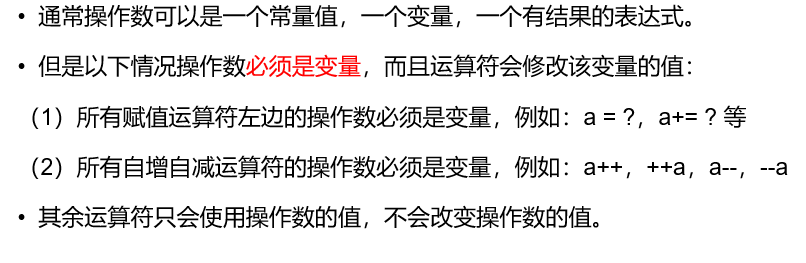 • 通常操作数可以是一个常量值，一个变量，一个有结果的表达式。
• 但是以下情况操作数必须是变量，而且运算符会修改该变量的值：
（1）所有赋值运算符左边的操作数必须是变量，例如：a = ?，a+= ? 等
（2）所有自增自减运算符的操作数必须是变量，例如：a++，++a，a--，--a
• 其余运算符只会使用操作数的值，不会改变操作数的值。